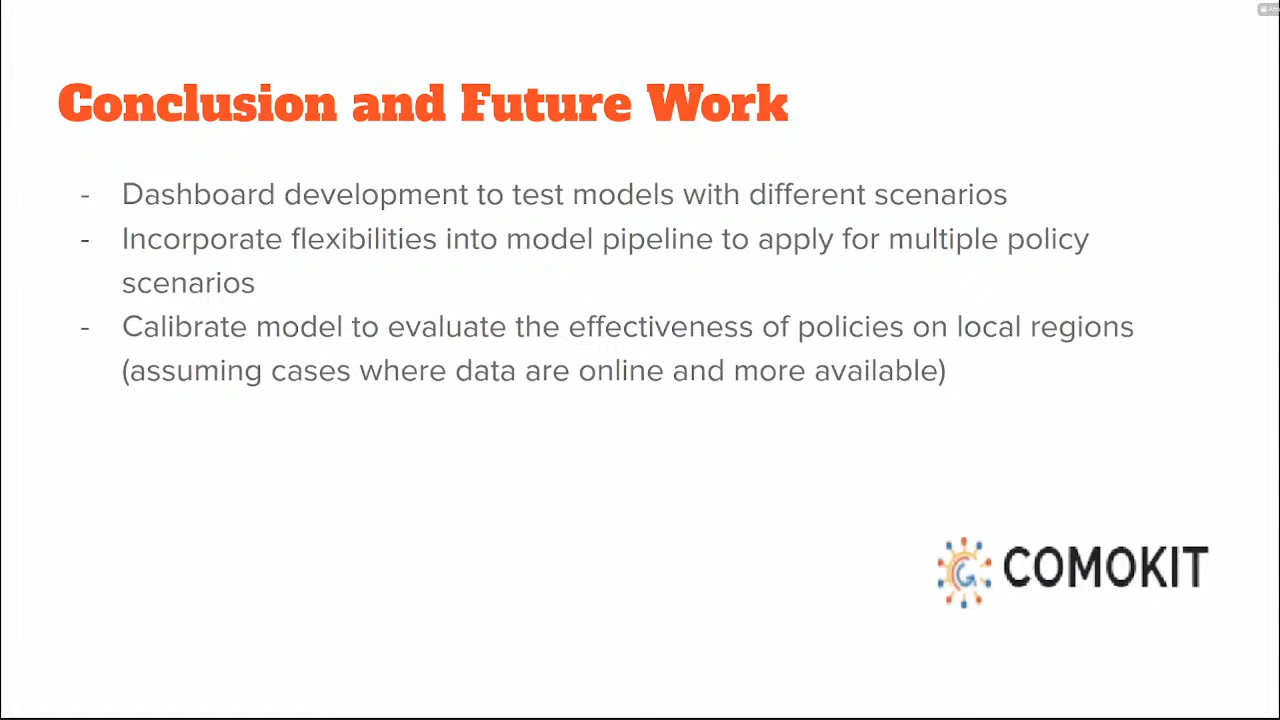 Conclusion and Future Work
- Dashboard development to test models with different scenarios
- Incorporate flexibilities into model pipeline to apply for multiple policy
scenarios
- Calibrate model to evaluate the effectiveness of policies on local regions
(assuming cases where data are online and more available)
COMOKIT